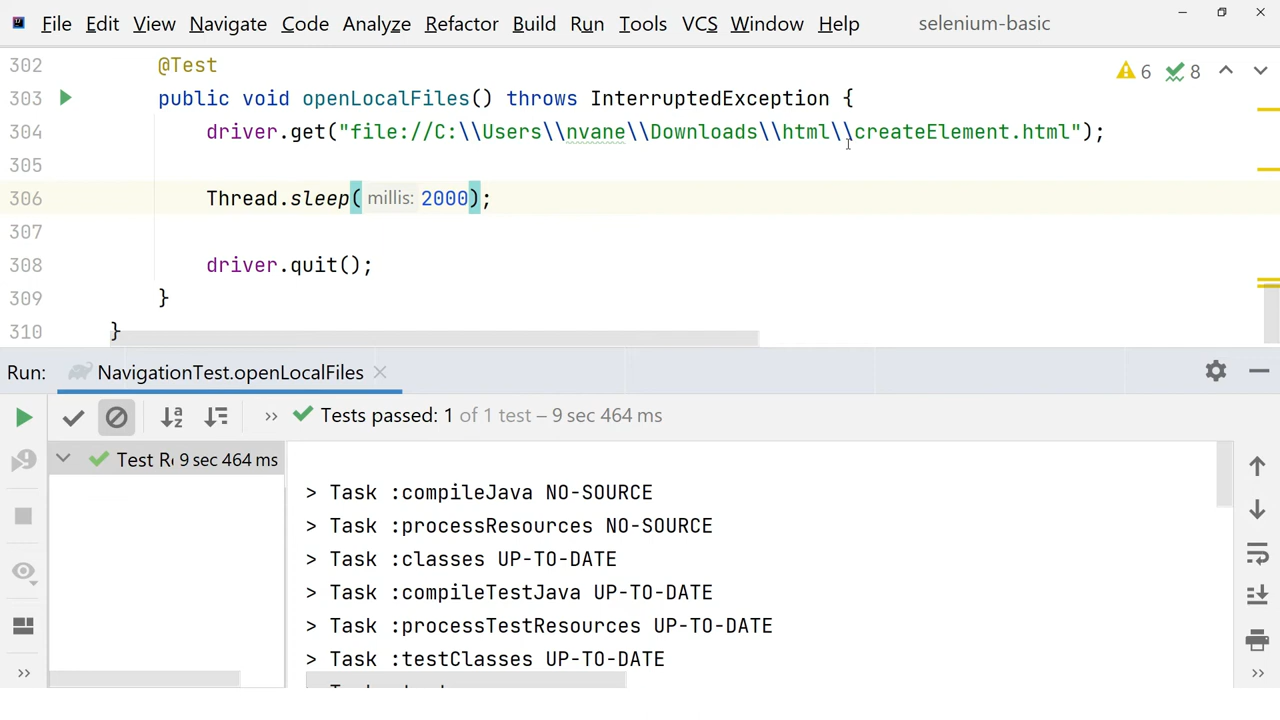 File Edit View Navigate Code Analyze Refactor Build Run Tools VCS Window Help selenium-basic
302 @Test
6 8
303 public void openLocalFiles() throws InterruptedException {
304 driver.get("file://C:\\Users\\nvane\\Downloads\\html\\createElement.html");
305
306 Thread.sleep( millis: 2000);
307
308 driver.quit();
309 }
310 }
Run: NavigationTest.openLocalFiles
Tests passed: 1 of 1 test – 9 sec 464 ms
Test Re 9 sec 464 ms
> Task :compileJava NO-SOURCE
> Task :processResources NO-SOURCE
> Task :classes UP-TO-DATE
> Task :compileTestJava UP-TO-DATE
> Task :processTestResources UP-TO-DATE
> Task :testClasses UP-TO-DATE